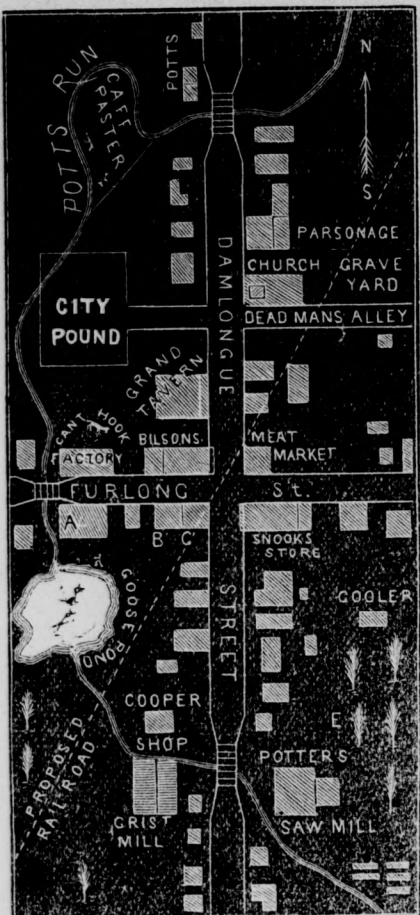 POTTS RUN
CAFF
PASTER
POTTS
N
S
PARSONAGE
CHURCH GRAVE
YARD
CITY
POUND
DAMLONGUE
STREET
DEAD MANS ALLEY
GRAND
TAVERN
CANT HOOK
FACTORY
BILSONS
MEAT
MARKET
FURLONG St.
A
B C
SNOOKS
STORE
GOOSE POND
COOLER
E
COOPER
SHOP
POTTERS
SAW MILL
GRIST
MILL
PROPOSED
RAIL ROAD